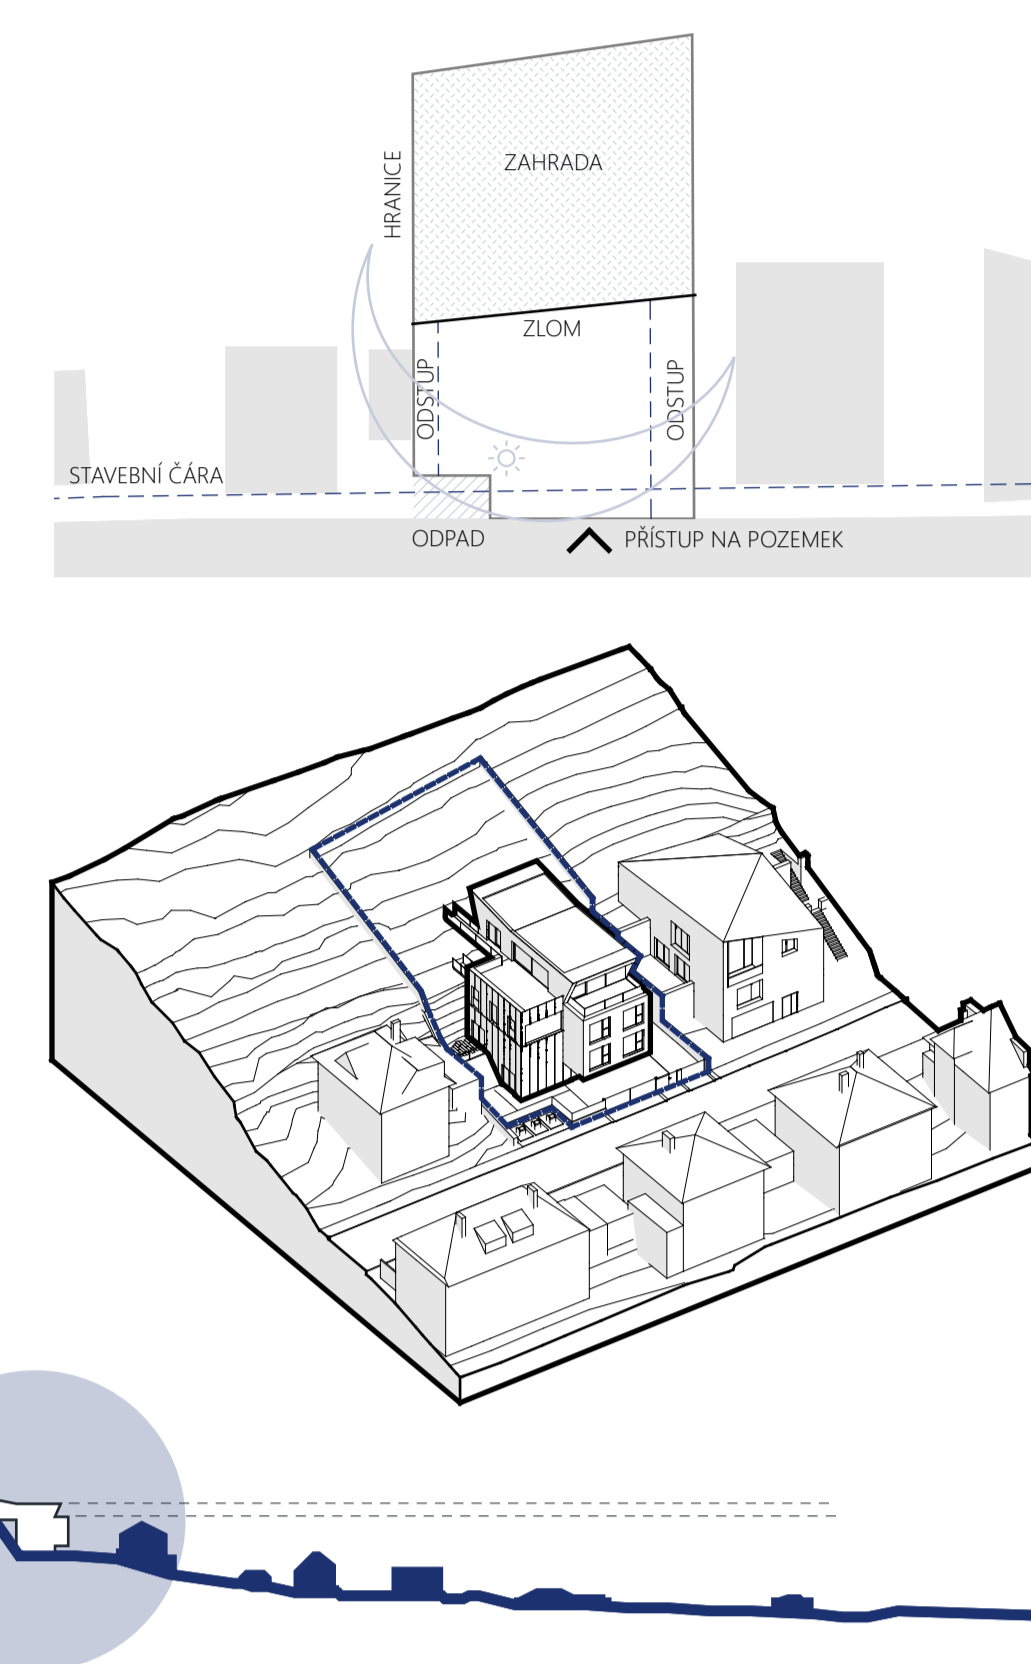 ZAHRADA
HRANICE
ZLOM
ODSTUP
ODSTUP
STAVEBNÍ ČÁRA
ODPAD
PŘÍSTUP NA POZEMEK